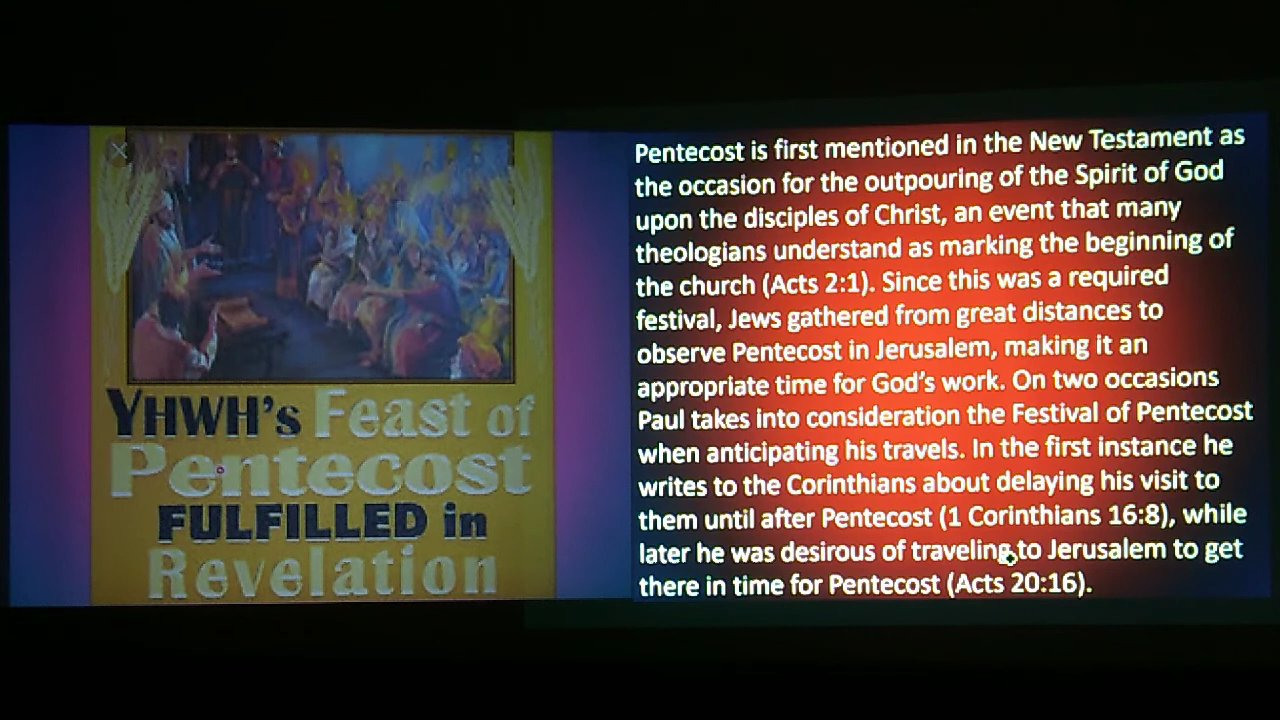 YHWH's Feast of
Pentecost
FULFILLED in
Revelation
Pentecost is first mentioned in the New Testament as
the occasion for the outpouring of the Spirit of God
upon the disciples of Christ, an event that many
theologians understand as marking the beginning of
the church (Acts 2:1). Since this was a required
festival, Jews gathered from great distances to
observe Pentecost in Jerusalem, making it an
appropriate time for God's work. On two occasions
Paul takes into consideration the Festival of Pentecost
when anticipating his travels. In the first instance he
writes to the Corinthians about delaying his visit to
them until after Pentecost (1 Corinthians 16:8), while
later he was desirous of traveling to Jerusalem to get
there in time for Pentecost (Acts 20:16).